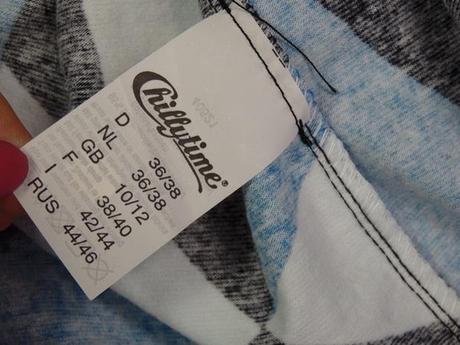 Chillytime®
D 36/38
NL 36/38
GB 10/12
F 38/40
I 42/44
RUS 44/46